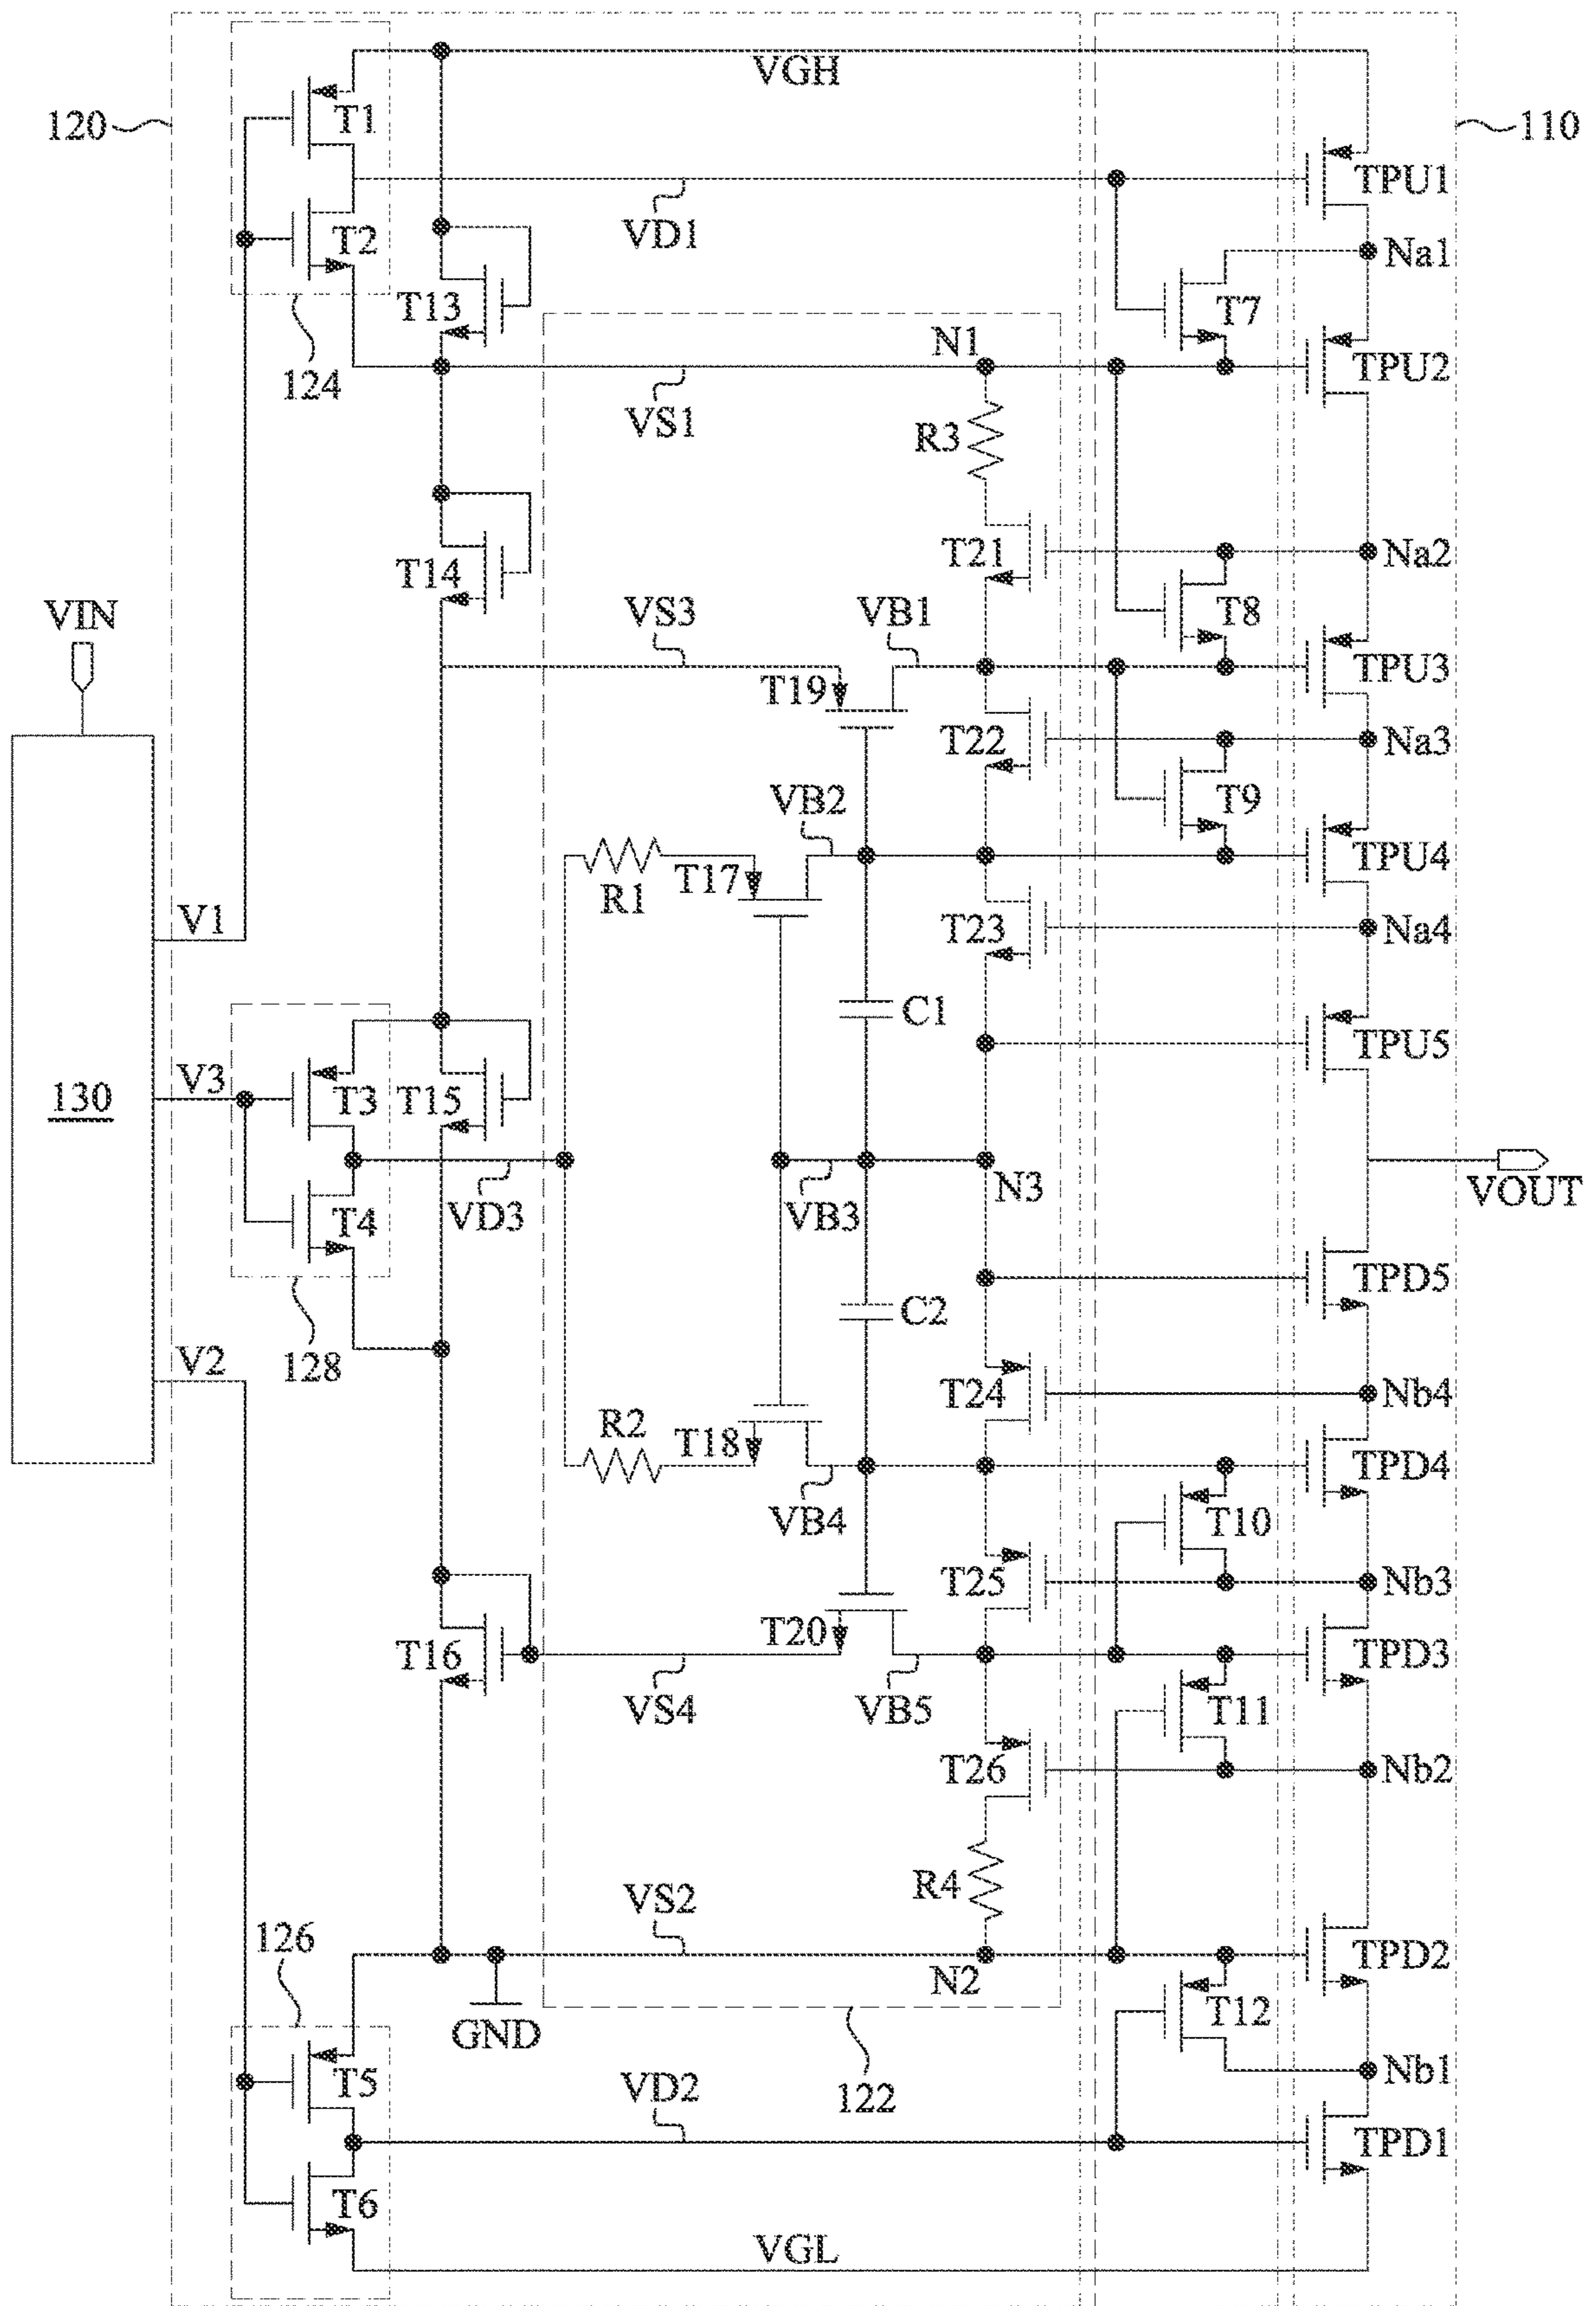 VGH
T1
120
110
TPU1
T2
VD1
Na1
T13
T7
N1
124
VS1
TPU2
R3
T14
T21
Na2
VIN
VS3
VB1
T8
T19
TPU3
T22
Na3
VB2
T9
R1
T17
TPU4
V1
T23
Na4
C1
TPU5
V3
130
T3
T15
N3
VOUT
VD3
VB3
T4
TPD5
C2
128
V2
T24
Nb4
R2
T18
TPD4
VB4
T10
T25
Nb3
T16
T20
TPD3
VS4
VB5
T11
T26
Nb2
R4
VS2
126
TPD2
N2
GND
T12
T5
VD2
122
Nb1
TPD1
T6
VGL